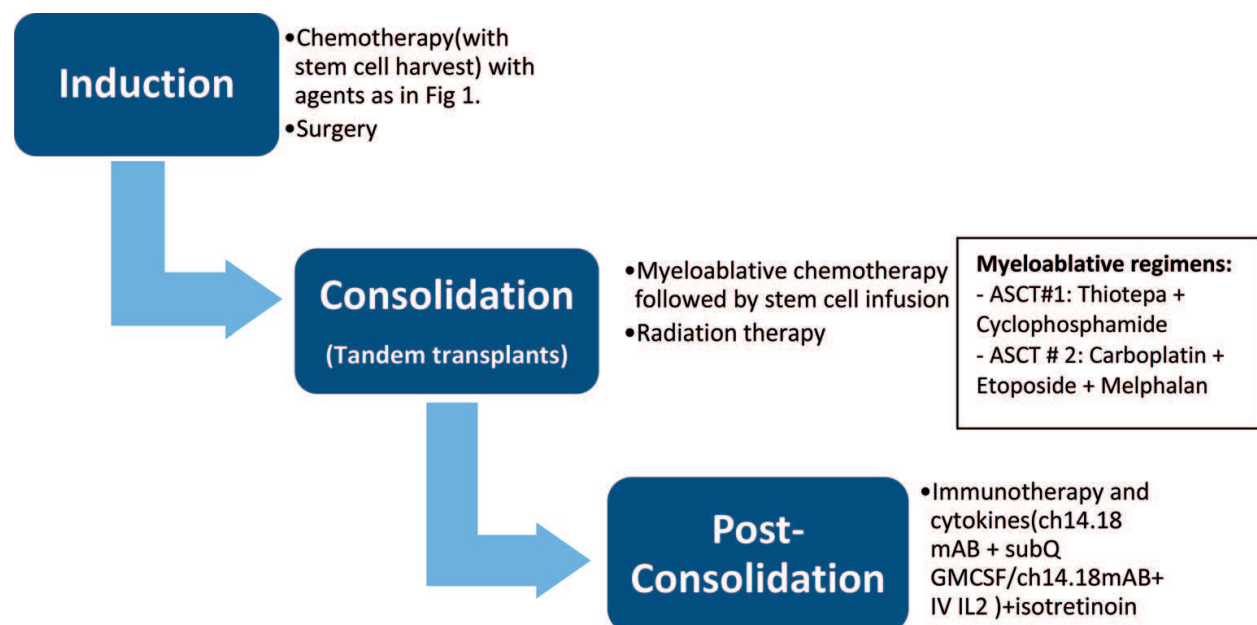 Induction
•Chemotherapy(with
stem cell harvest) with
agents as in Fig 1.
•Surgery
Consolidation
(Tandem transplants)
•Myeloablative chemotherapy
followed by stem cell infusion
•Radiation therapy
Myeloablative regimens:
- ASCT#1: Thiotepa +
Cyclophosphamide
- ASCT # 2: Carboplatin +
Etoposide + Melphalan
Post-
Consolidation
•Immunotherapy and
cytokines(ch14.18
mAB + subQ
GMCSF/ch14.18mAB+
IV IL2 )+isotretinoin